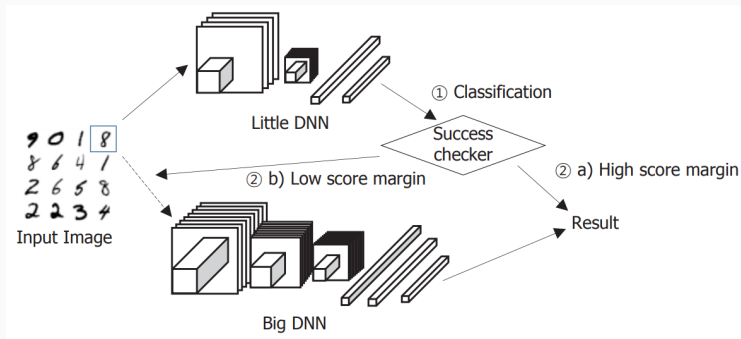 Little DNN
① Classification
Success
checker
9 0 1 8
8 6 4 1
2 6 5 8
2 2 3 4
② b) Low score margin
② a) High score margin
Input Image
Result
Big DNN